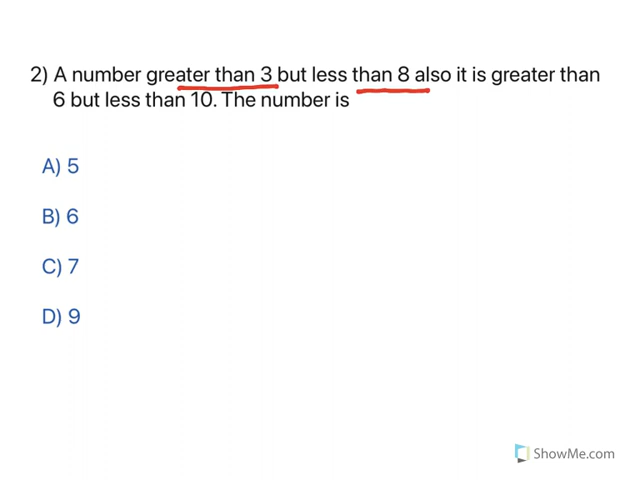 2) A number greater than 3 but less than 8 also it is greater than
6 but less than 10. The number is
A) 5
B) 6
C) 7
D) 9
ShowMe.com